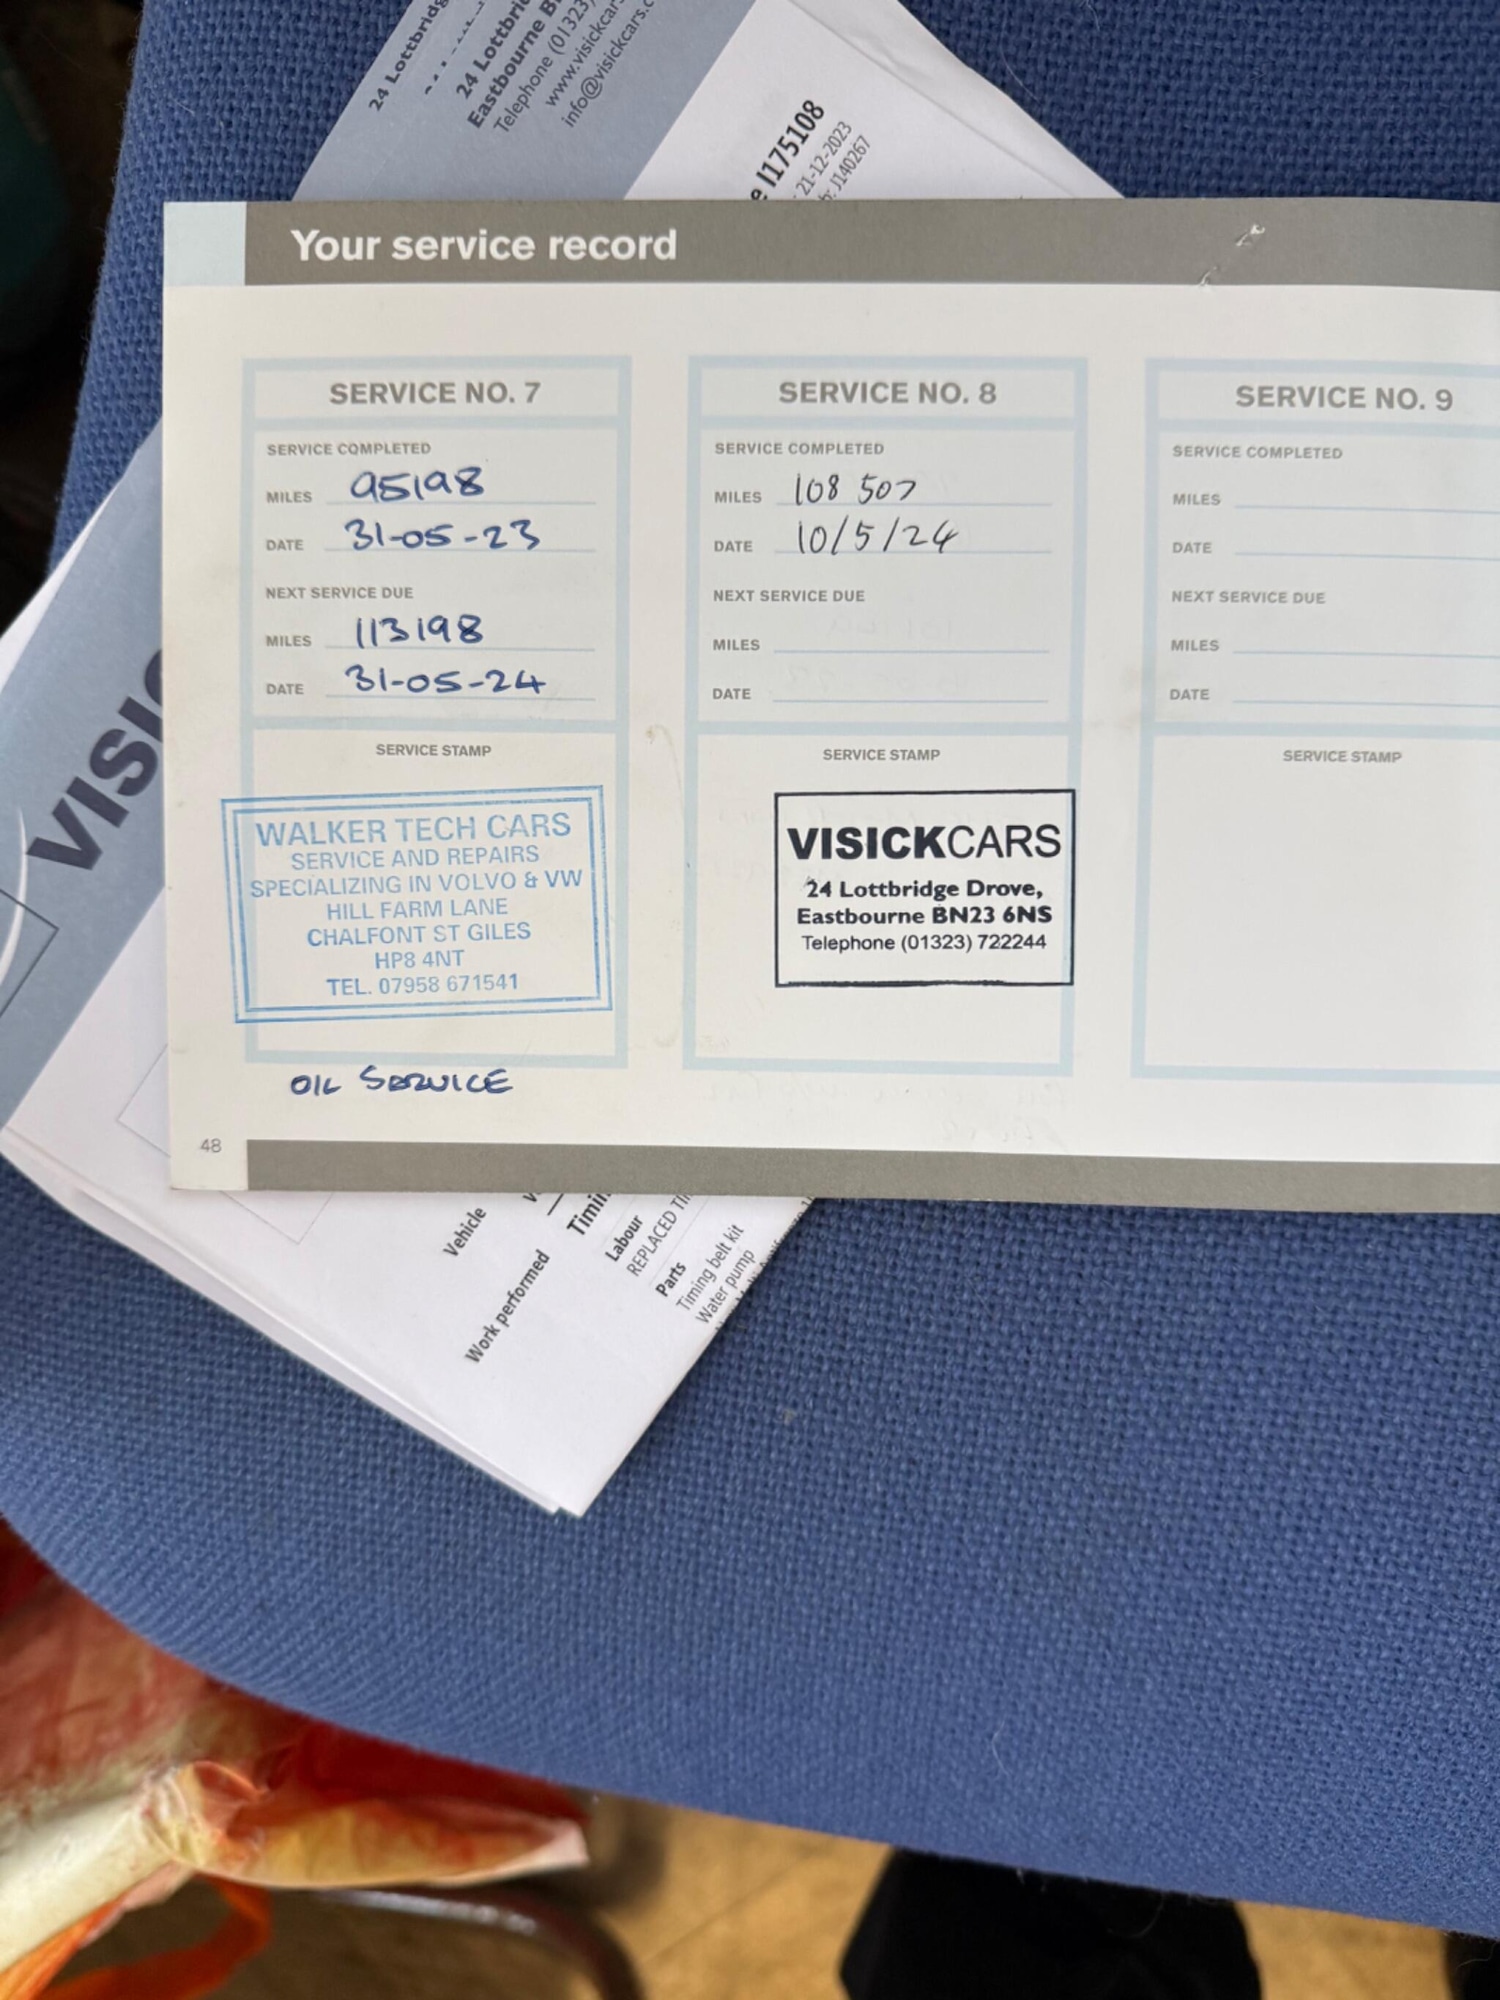 24 Lottbridg
24 Lottbri
Eastbourne B
Telephone (01323)
www.visickcar
info@visickcars.c
I175108
21-12-2023
J140267
Your service record
SERVICE NO. 7
SERVICE COMPLETED
MILES 95198
DATE 31-05-23
NEXT SERVICE DUE
MILES 113198
DATE 31-05-24
SERVICE STAMP
WALKER TECH CARS
SERVICE AND REPAIRS
SPECIALIZING IN VOLVO & VW
HILL FARM LANE
CHALFONT ST GILES
HP8 4NT
TEL. 07958 671541
OIL SERVICE
SERVICE NO. 8
SERVICE COMPLETED
MILES 108 507
DATE 10/5/24
NEXT SERVICE DUE
MILES
DATE
SERVICE STAMP
VISICKCARS
24 Lottbridge Drove,
Eastbourne BN23 6NS
Telephone (01323) 722244
SERVICE NO. 9
SERVICE COMPLETED
MILES
DATE
NEXT SERVICE DUE
MILES
DATE
SERVICE STAMP
48
VISI
Vehicle
Work performed
Timi
Labour
REPLACED TI
Parts
Timing belt kit
Water pump